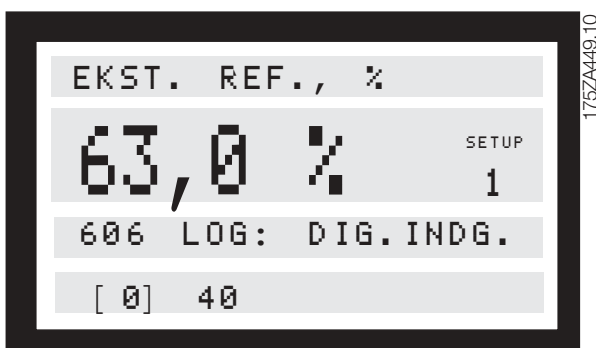 EKST. REF., %
63,0 %
SETUP
1
606 LOG: DIG.INDG.
[ 0] 40
175ZA449.10